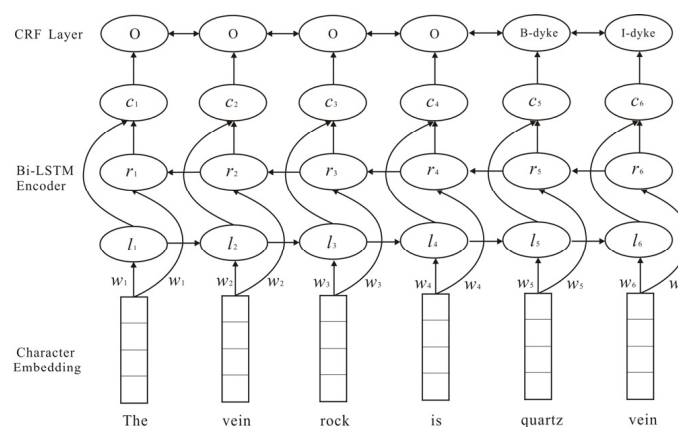 CRF Layer O O O O B-dyke I-dyke
c1 c2 c3 c4 c5 c6
Bi-LSTM
Encoder
r1 r2 r3 r4 r5 r6
l1 l2 l3 l4 l5 l6
w1 w1 w2 w2 w3 w3 w4 w4 w5 w5 w6
Character
Embedding
The vein rock is quartz vein